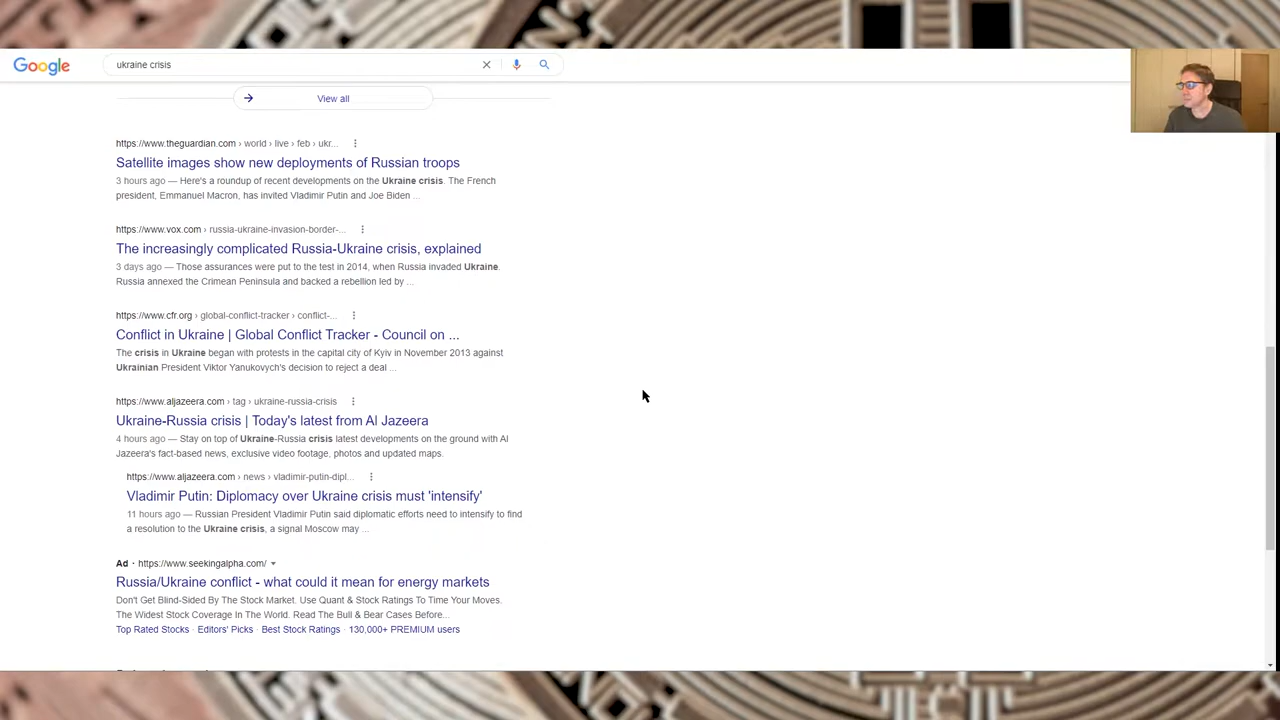 Google
ukraine crisis
View all
https://www.theguardian.com › world › live › feb › ukr...
Satellite images show new deployments of Russian troops
3 hours ago — Here's a roundup of recent developments on the Ukraine crisis. The French
president, Emmanuel Macron, has invited Vladimir Putin and Joe Biden ...
https://www.vox.com › russia-ukraine-invasion-border-...
The increasingly complicated Russia-Ukraine crisis, explained
3 days ago — Those assurances were put to the test in 2014, when Russia invaded Ukraine.
Russia annexed the Crimean Peninsula and backed a rebellion led by ...
https://www.cfr.org › global-conflict-tracker › conflict-...
Conflict in Ukraine | Global Conflict Tracker - Council on ...
The crisis in Ukraine began with protests in the capital city of Kyiv in November 2013 against
Ukrainian President Viktor Yanukovych's decision to reject a deal ...
https://www.aljazeera.com › tag › ukraine-russia-crisis
Ukraine-Russia crisis | Today's latest from Al Jazeera
4 hours ago — Stay on top of Ukraine-Russia crisis latest developments on the ground with Al
Jazeera's fact-based news, exclusive video footage, photos and updated maps.
https://www.aljazeera.com › news › vladimir-putin-dipl...
Vladimir Putin: Diplomacy over Ukraine crisis must 'intensify'
11 hours ago — Russian President Vladimir Putin said diplomatic efforts need to intensify to find
a resolution to the Ukraine crisis, a signal Moscow may ...
Ad · https://www.seekingalpha.com/
Russia/Ukraine conflict - what could it mean for energy markets
Don't Get Blind-Sided By The Stock Market. Use Quant & Stock Ratings To Time Your Moves.
The Widest Stock Coverage In The World. Read The Bull & Bear Cases Before...
Top Rated Stocks · Editors' Picks · Best Stock Ratings · 130,000+ PREMIUM users